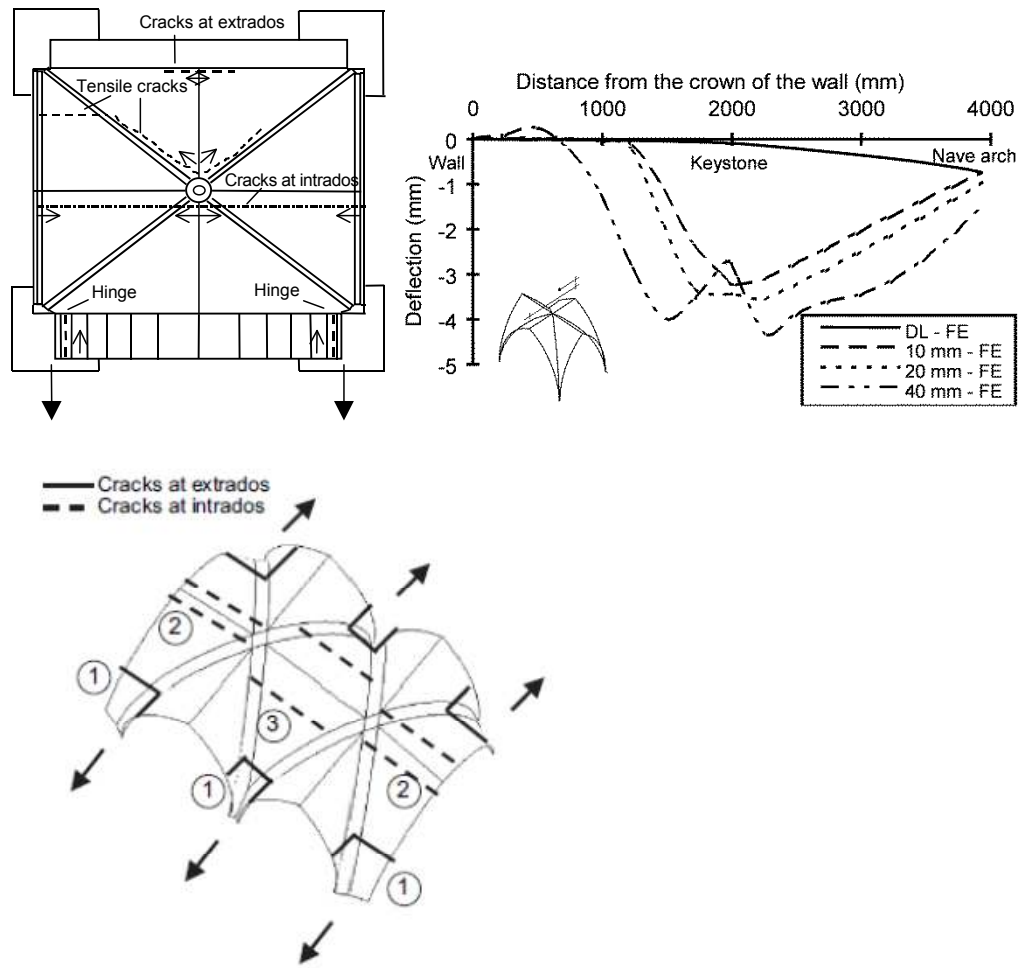 Cracks at extrados
Tensile cracks
Cracks at intrados
Hinge
Hinge
Distance from the crown of the wall (mm)
0 1000 2000 3000 4000
0
Wall
Keystone
Nave arch
-1
-2
-3
-4
-5
Deflection (mm)
DL - FE
10 mm - FE
20 mm - FE
40 mm - FE
Cracks at extrados
Cracks at intrados
2
1
3
1
2
1